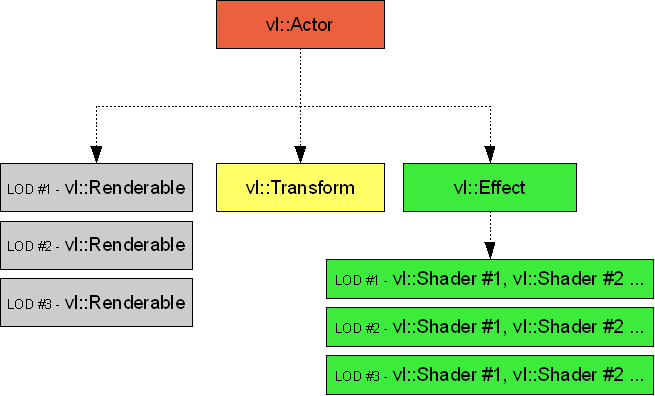 vl::Actor
LOD #1 - vl::Renderable
vl::Transform
vl::Effect
LOD #2 - vl::Renderable
LOD #3 - vl::Renderable
LOD #1 - vl::Shader #1, vl::Shader #2 ...
LOD #2 - vl::Shader #1, vl::Shader #2 ...
LOD #3 - vl::Shader #1, vl::Shader #2 ...